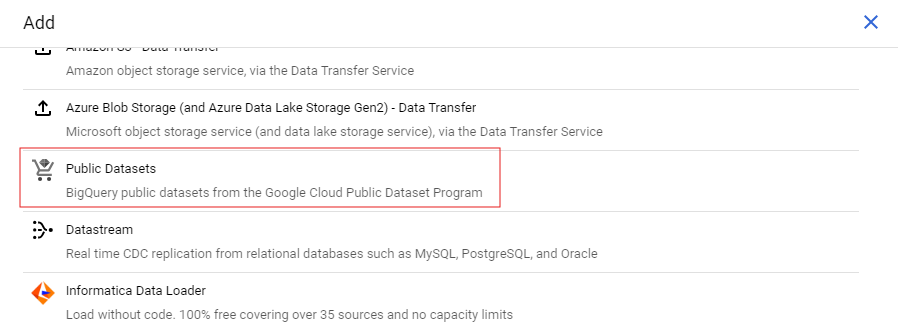 Add
Amazon S3 - Data Transfer
Amazon object storage service, via the Data Transfer Service
Azure Blob Storage (and Azure Data Lake Storage Gen2) - Data Transfer
Microsoft object storage service (and data lake storage service), via the Data Transfer Service
Public Datasets
BigQuery public datasets from the Google Cloud Public Dataset Program
Datastream
Real time CDC replication from relational databases such as MySQL, PostgreSQL, and Oracle
Informatica Data Loader
Load without code. 100% free covering over 35 sources and no capacity limits